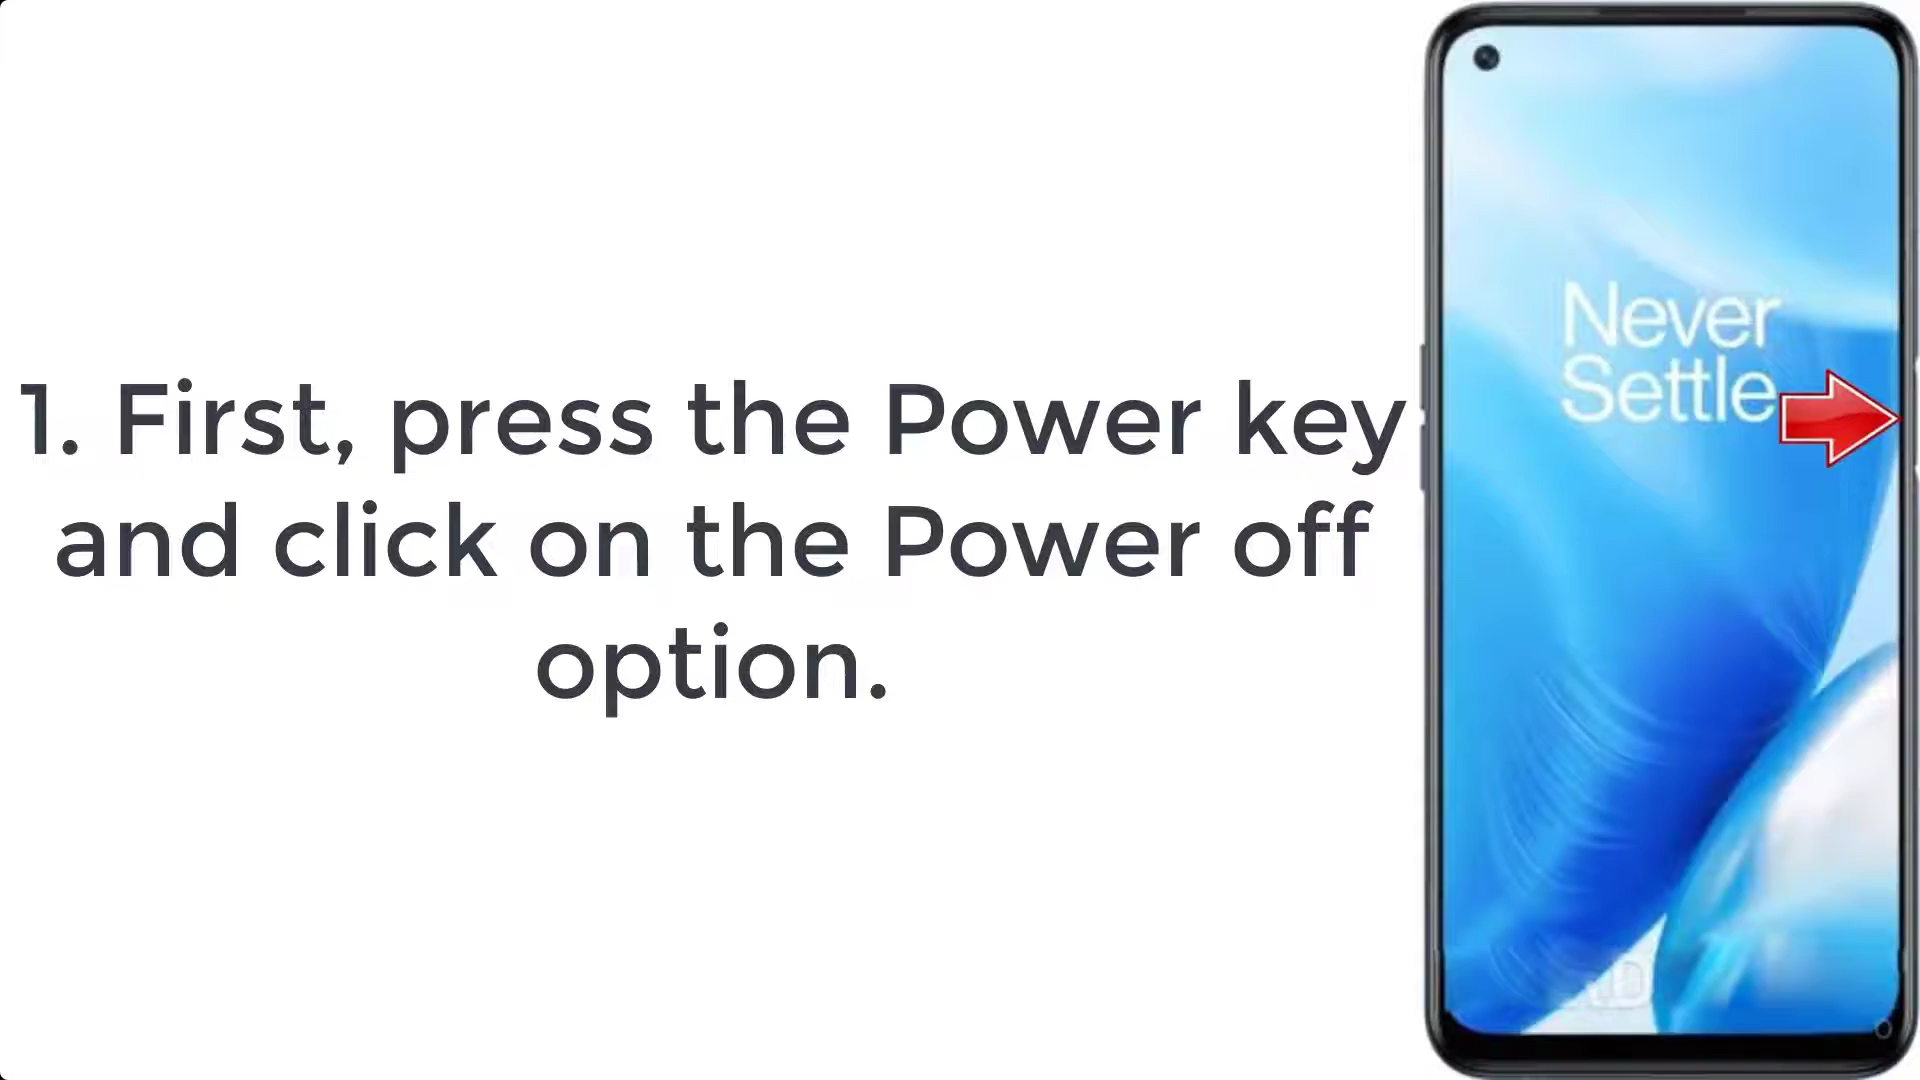 1. First, press the Power key
and click on the Power off
option.
Never
Settle